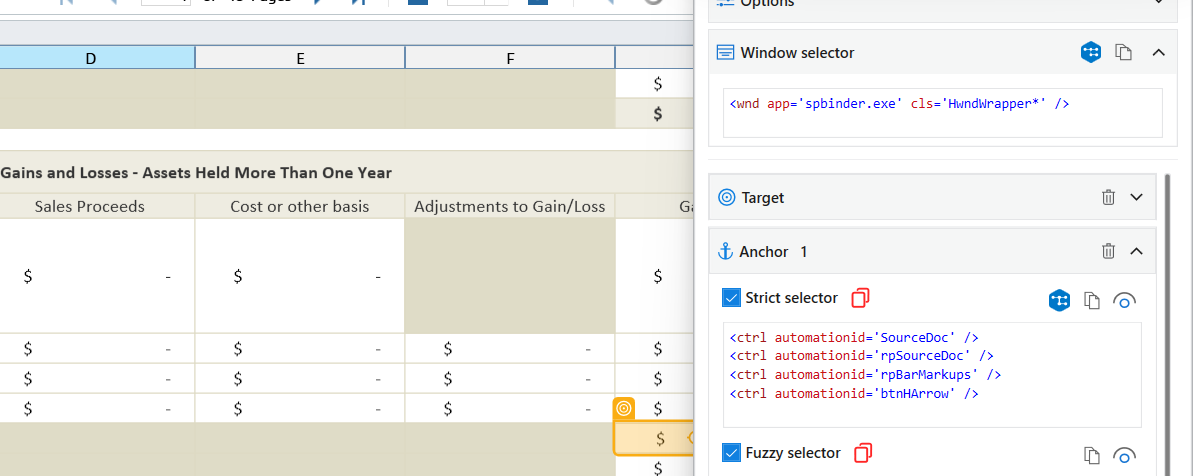 Options
D E F
$
$
Window selector
<wnd app='spbinder.exe' cls='HwndWrapper*' />
Gains and Losses - Assets Held More Than One Year
Sales Proceeds Cost or other basis Adjustments to Gain/Loss
$ - $ - $
$ - $ - $ - $
$ - $ - $ - $
$ - $ - $ - $
$
$
Target
Anchor 1
Strict selector
<ctrl automationid='SourceDoc' />
<ctrl automationid='rpSourceDoc' />
<ctrl automationid='rpBarMarkups' />
<ctrl automationid='btnHArrow' />
Fuzzy selector